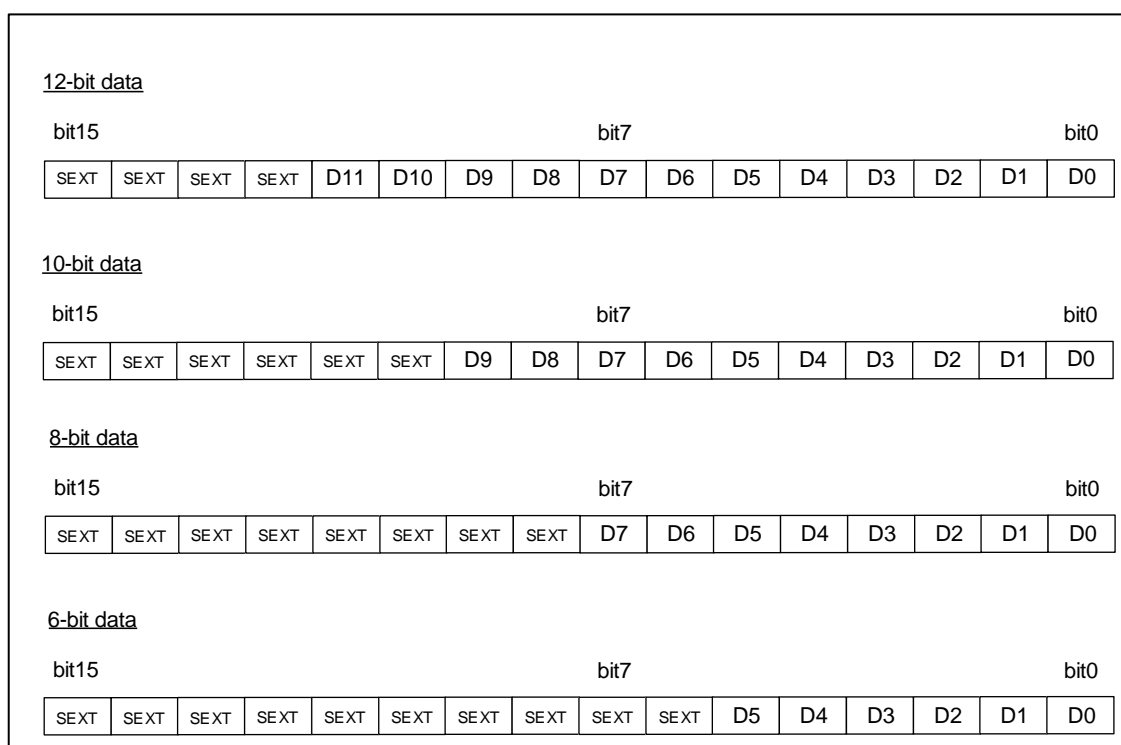 12-bit data
bit15 bit7 bit0
SEXT SEXT SEXT SEXT D11 D10 D9 D8 D7 D6 D5 D4 D3 D2 D1 D0
10-bit data
bit15 bit7 bit0
SEXT SEXT SEXT SEXT SEXT SEXT D9 D8 D7 D6 D5 D4 D3 D2 D1 D0
8-bit data
bit15 bit7 bit0
SEXT SEXT SEXT SEXT SEXT SEXT SEXT SEXT D7 D6 D5 D4 D3 D2 D1 D0
6-bit data
bit15 bit7 bit0
SEXT SEXT SEXT SEXT SEXT SEXT SEXT SEXT SEXT SEXT D5 D4 D3 D2 D1 D0